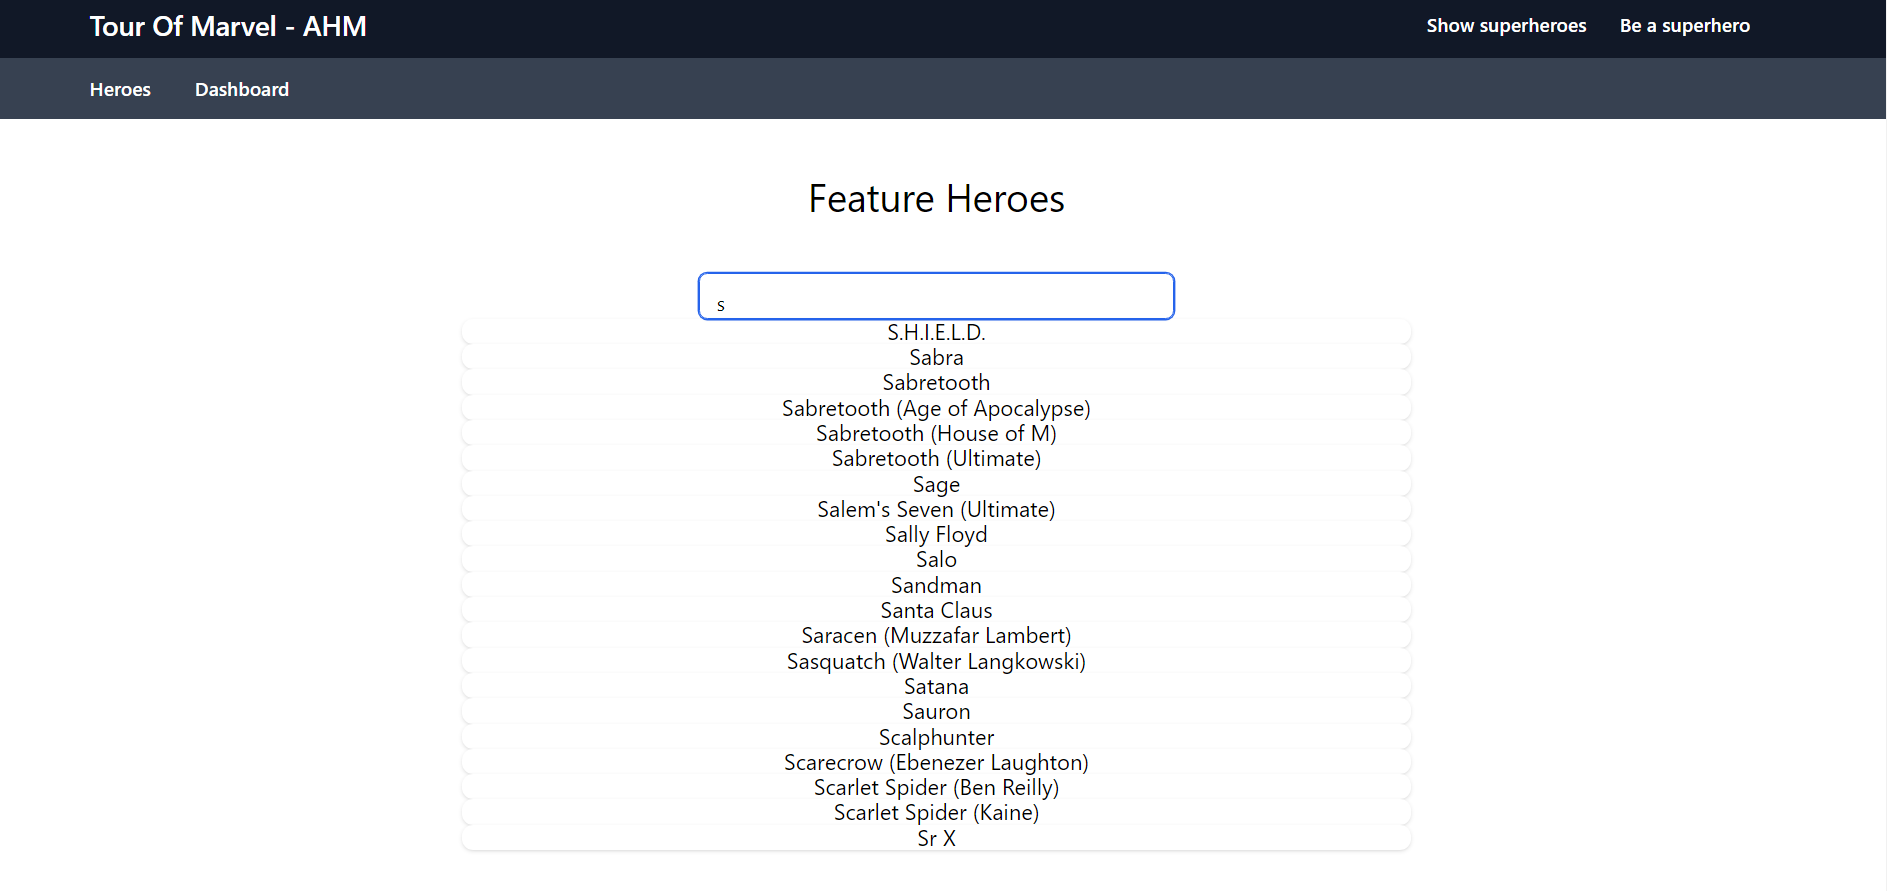 Tour Of Marvel - AHM
Show superheroes
Be a superhero
Heroes
Dashboard
Feature Heroes
s
S.H.I.E.L.D.
Sabra
Sabretooth
Sabretooth (Age of Apocalypse)
Sabretooth (House of M)
Sabretooth (Ultimate)
Sage
Salem's Seven (Ultimate)
Sally Floyd
Salo
Sandman
Santa Claus
Saracen (Muzzafar Lambert)
Sasquatch (Walter Langkowski)
Satana
Sauron
Scalphunter
Scarecrow (Ebenezer Laughton)
Scarlet Spider (Ben Reilly)
Scarlet Spider (Kaine)
Sr X